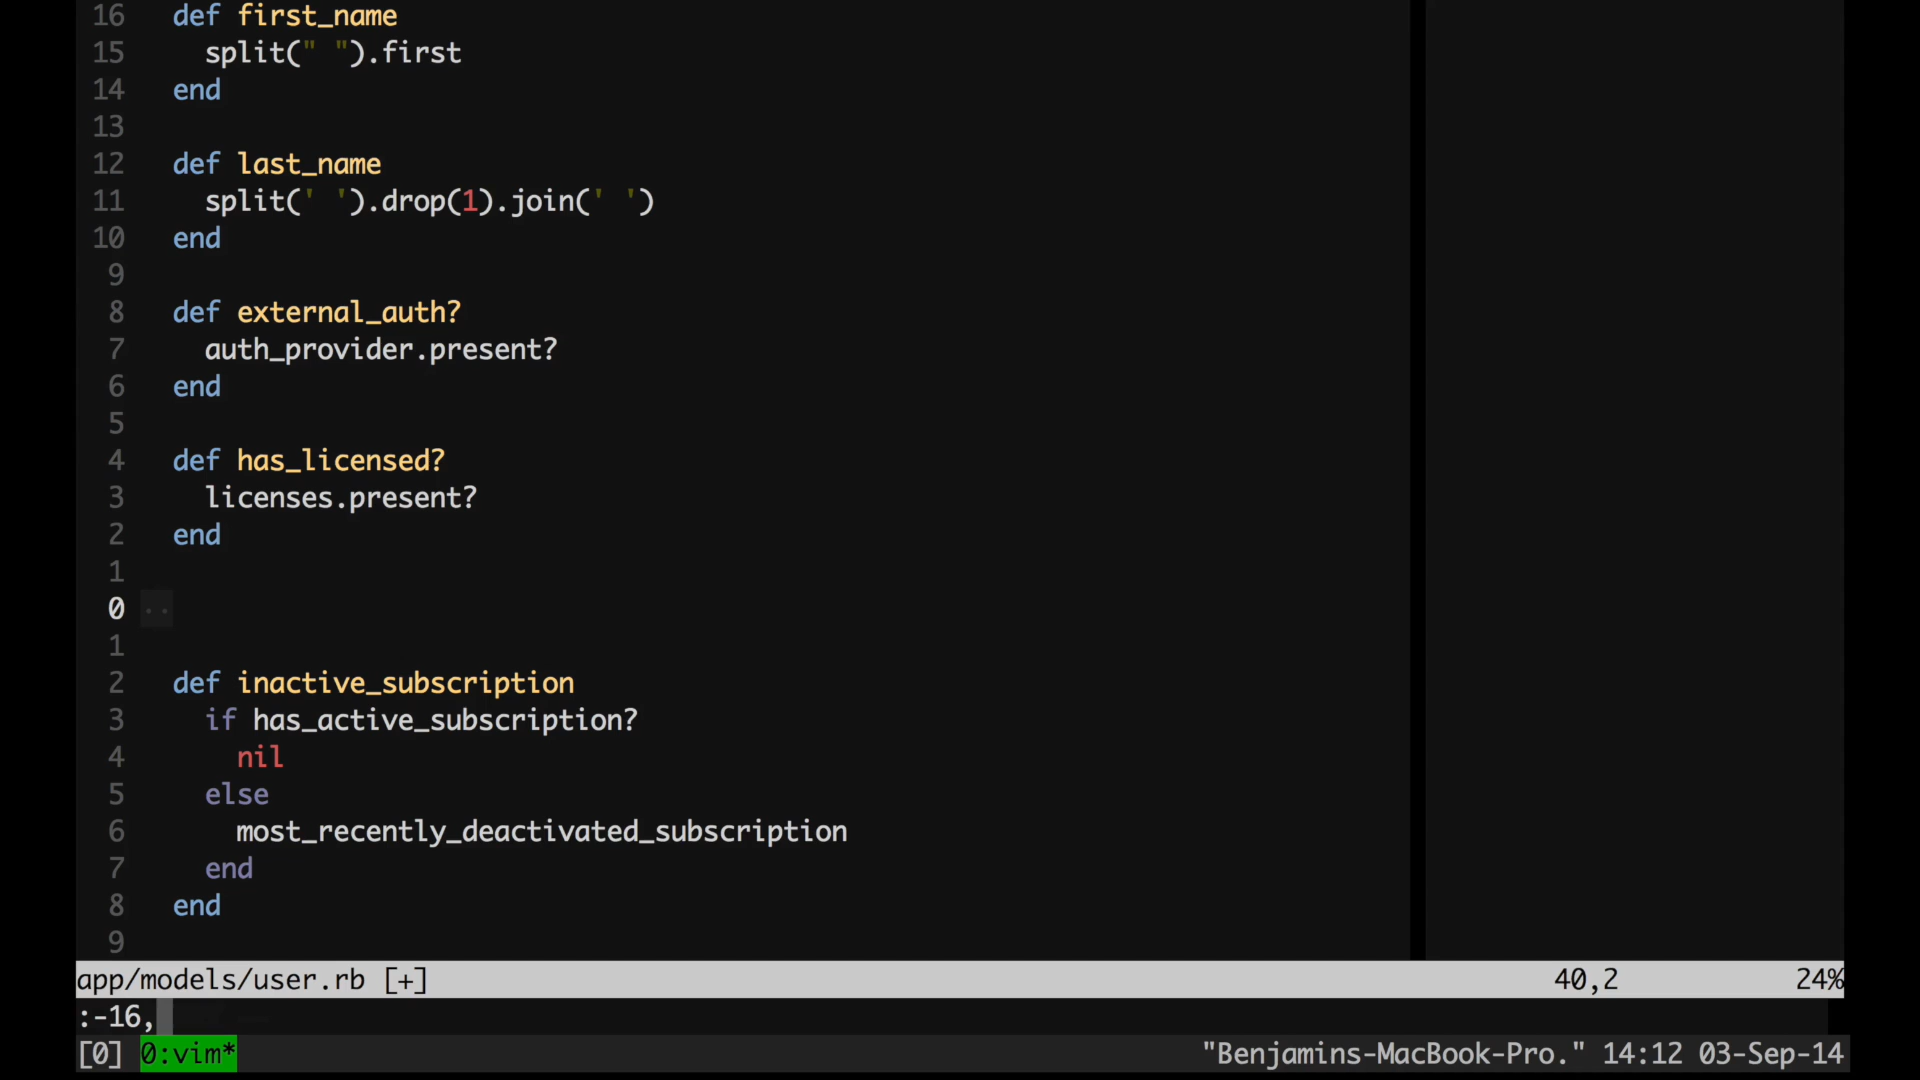 16 def first_name
15 split(" ").first
14 end
13
12 def last_name
11 split(' ').drop(1).join(' ')
10 end
9
8 def external_auth?
7 auth_provider.present?
6 end
5
4 def has_licensed?
3 licenses.present?
2 end
1
0 ··
1
2 def inactive_subscription
3 if has_active_subscription?
4 nil
5 else
6 most_recently_deactivated_subscription
7 end
8 end
9
app/models/user.rb [+] 40,2 24%
:-16,
[0] 0:vim* "Benjamins-MacBook-Pro." 14:12 03-Sep-14